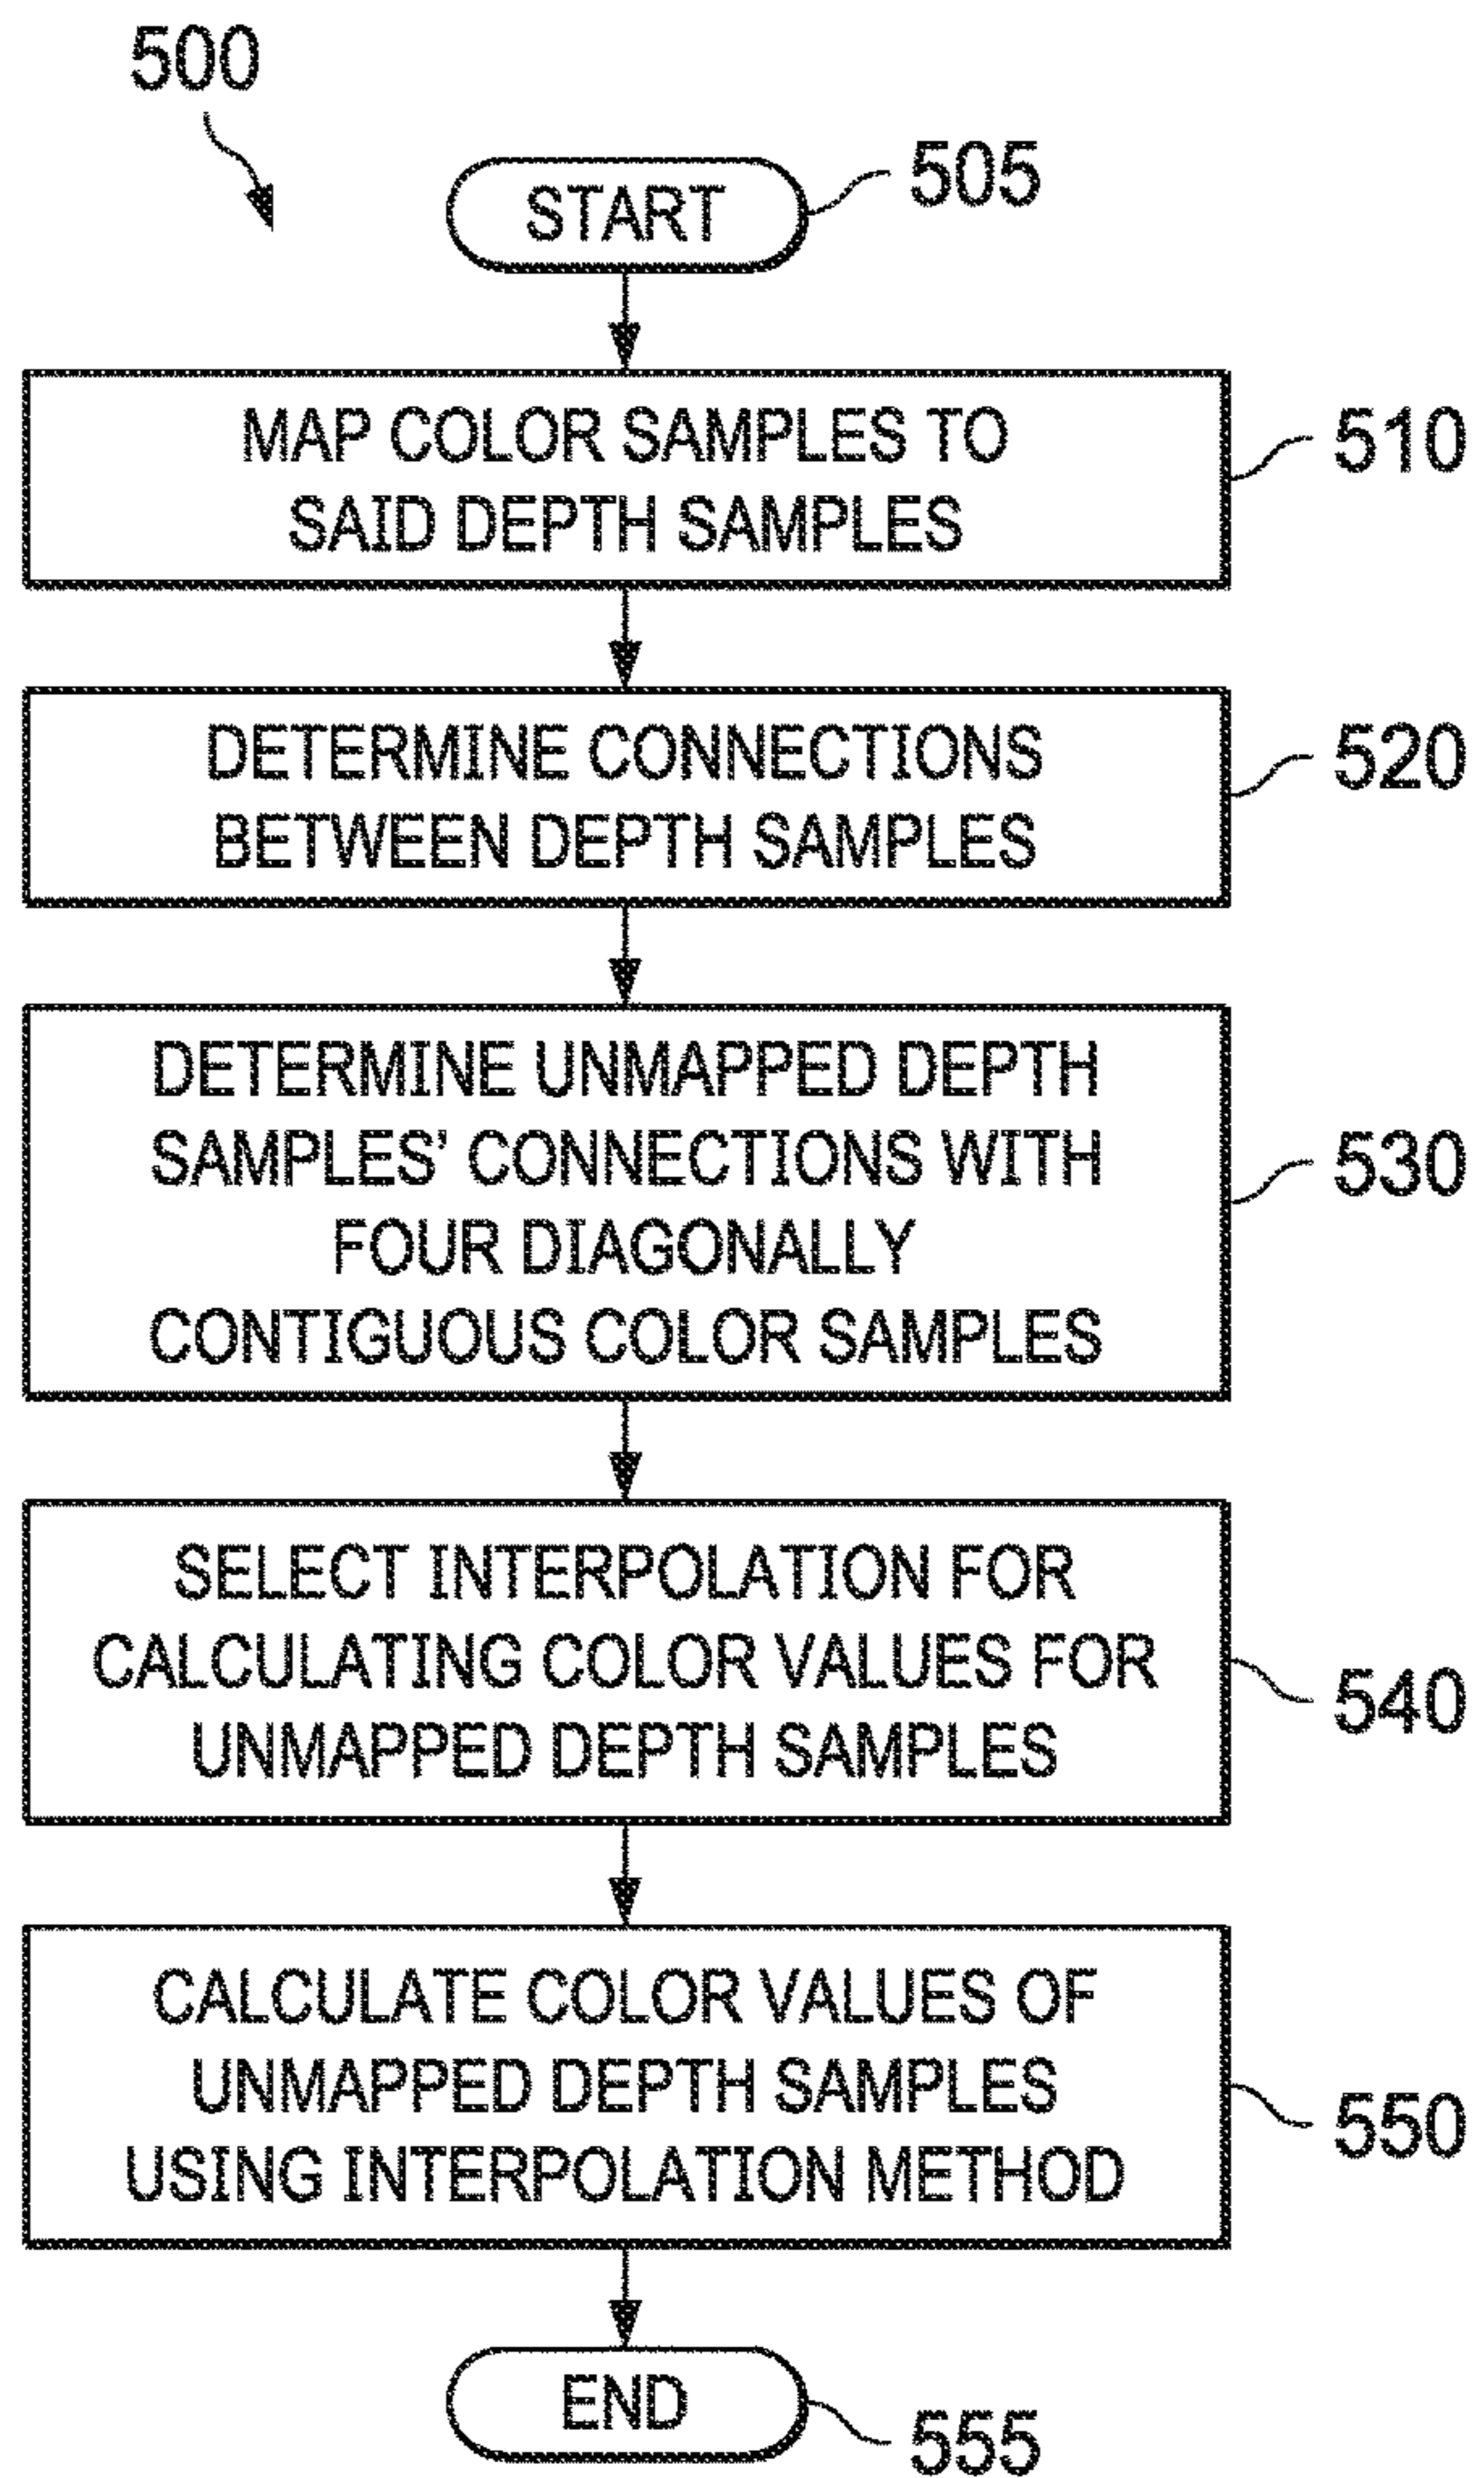 500
START
505
MAP COLOR SAMPLES TO
SAID DEPTH SAMPLES
510
DETERMINE CONNECTIONS
BETWEEN DEPTH SAMPLES
520
DETERMINE UNMAPPED DEPTH
SAMPLES’ CONNECTIONS WITH
FOUR DIAGONALLY
CONTIGUOUS COLOR SAMPLES
530
SELECT INTERPOLATION FOR
CALCULATING COLOR VALUES FOR
UNMAPPED DEPTH SAMPLES
540
CALCULATE COLOR VALUES OF
UNMAPPED DEPTH SAMPLES
USING INTERPOLATION METHOD
550
END
555